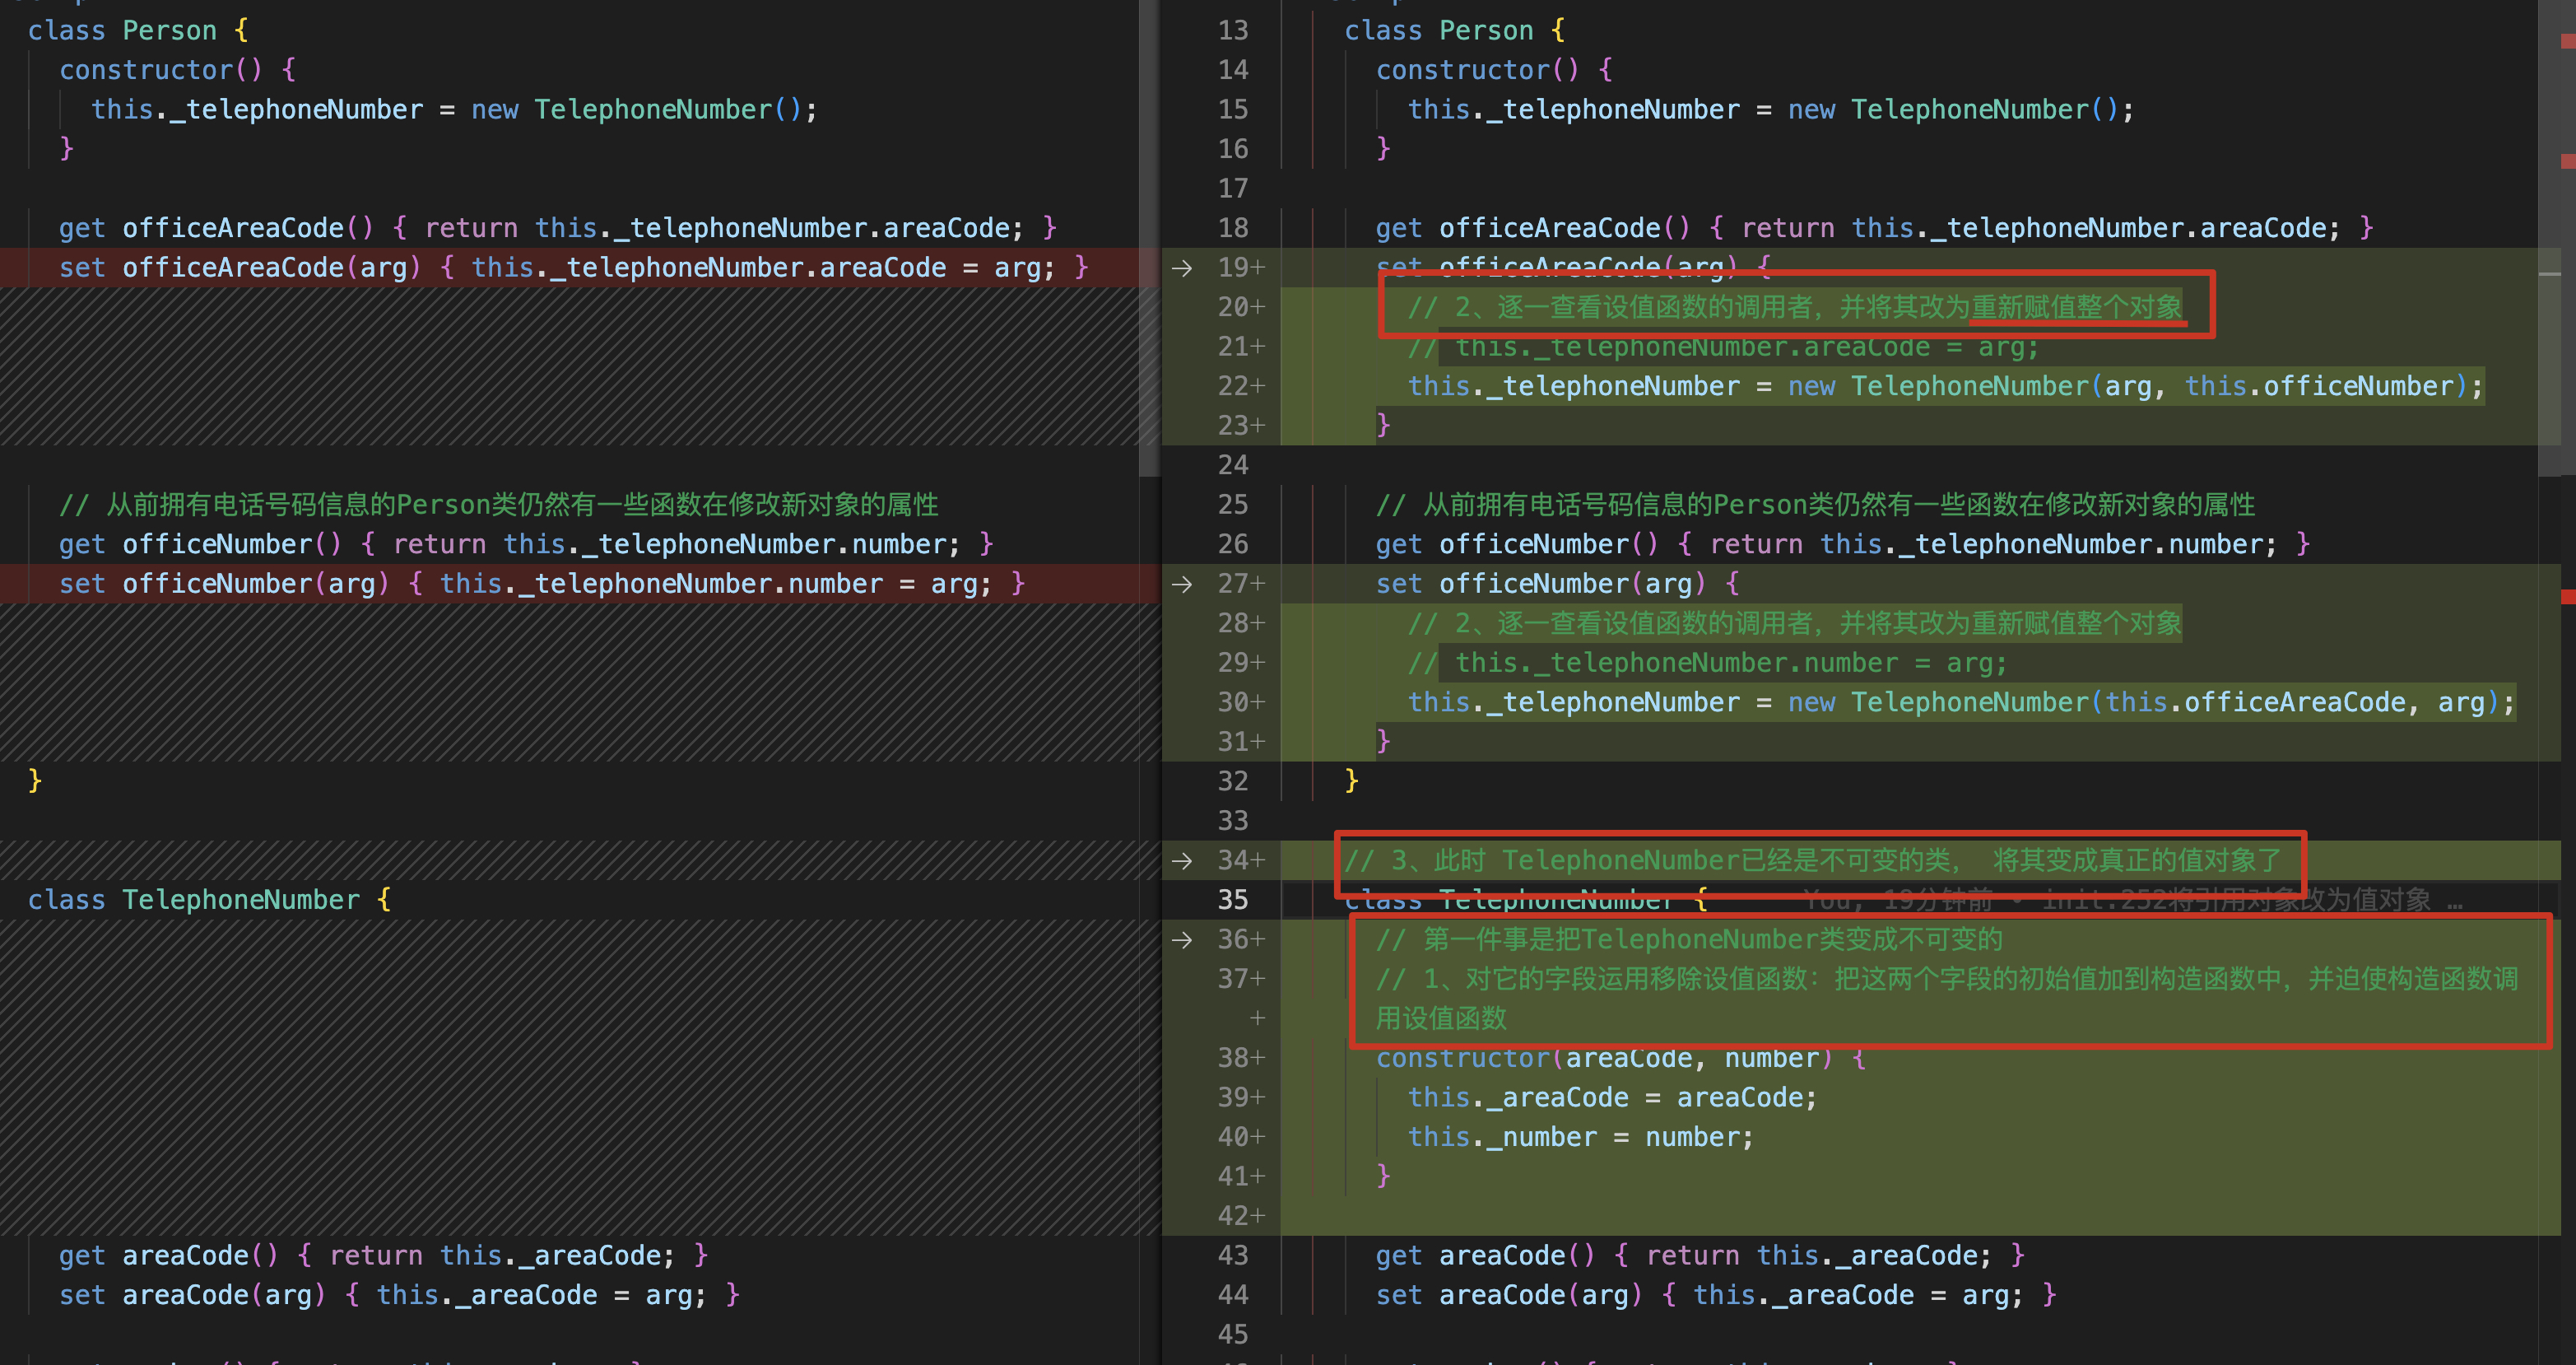 class Person {
constructor() {
this._telephoneNumber = new TelephoneNumber();
}
get officeAreaCode() { return this._telephoneNumber.areaCode; }
set officeAreaCode(arg) { this._telephoneNumber.areaCode = arg; }
// 从前拥有电话号码信息的Person类仍然有一些函数在修改新对象的属性
get officeNumber() { return this._telephoneNumber.number; }
set officeNumber(arg) { this._telephoneNumber.number = arg; }
}
class TelephoneNumber {
get areaCode() { return this._areaCode; }
set areaCode(arg) { this._areaCode = arg; }
13 class Person {
14 constructor() {
15 this._telephoneNumber = new TelephoneNumber();
16 }
17
18 get officeAreaCode() { return this._telephoneNumber.areaCode; }
→ 19+ set officeAreaCode(arg) {
20+ // 2、逐一查看设值函数的调用者，并将其改为重新赋值整个对象
21+ // this._telephoneNumber.areaCode = arg;
22+ this._telephoneNumber = new TelephoneNumber(arg, this.officeNumber);
23+ }
24
25 // 从前拥有电话号码信息的Person类仍然有一些函数在修改新对象的属性
26 get officeNumber() { return this._telephoneNumber.number; }
→ 27+ set officeNumber(arg) {
28+ // 2、逐一查看设值函数的调用者，并将其改为重新赋值整个对象
29+ // this._telephoneNumber.number = arg;
30+ this._telephoneNumber = new TelephoneNumber(this.officeAreaCode, arg);
31+ }
32 }
33
→ 34+ // 3、此时 TelephoneNumber已经是不可变的类， 将其变成真正的值对象了
35 class TelephoneNumber { You, 19分钟前 • init:252将引用对象改为值对象 …
→ 36+ // 第一件事是把TelephoneNumber类变成不可变的
37+ // 1、对它的字段运用移除设值函数：把这两个字段的初始值加到构造函数中，并迫使构造函数调
+ 用设值函数
38+ constructor(areaCode, number) {
39+ this._areaCode = areaCode;
40+ this._number = number;
41+ }
42+
43 get areaCode() { return this._areaCode; }
44 set areaCode(arg) { this._areaCode = arg; }
45